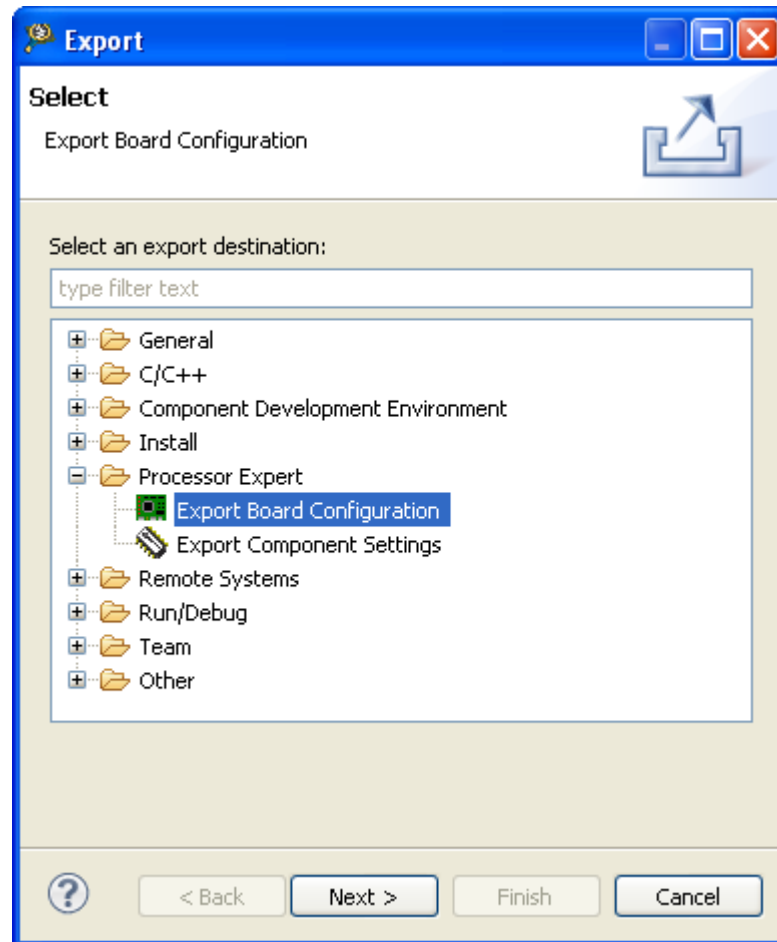 Export
Select
Export Board Configuration
Select an export destination:
type filter text
General
C/C++
Component Development Environment
Install
Processor Expert
Export Board Configuration
Export Component Settings
Remote Systems
Run/Debug
Team
Other
? < Back Next > Finish Cancel